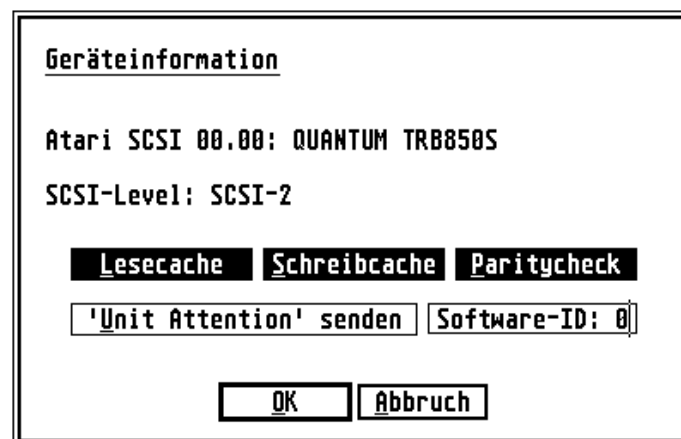 Geräteinformation
Atari SCSI 00.00: QUANTUM TRB850S
SCSI-Level: SCSI-2
Lesecache Schreibcache Paritycheck
'Unit Attention' senden Software-ID: 0
OK Abbruch